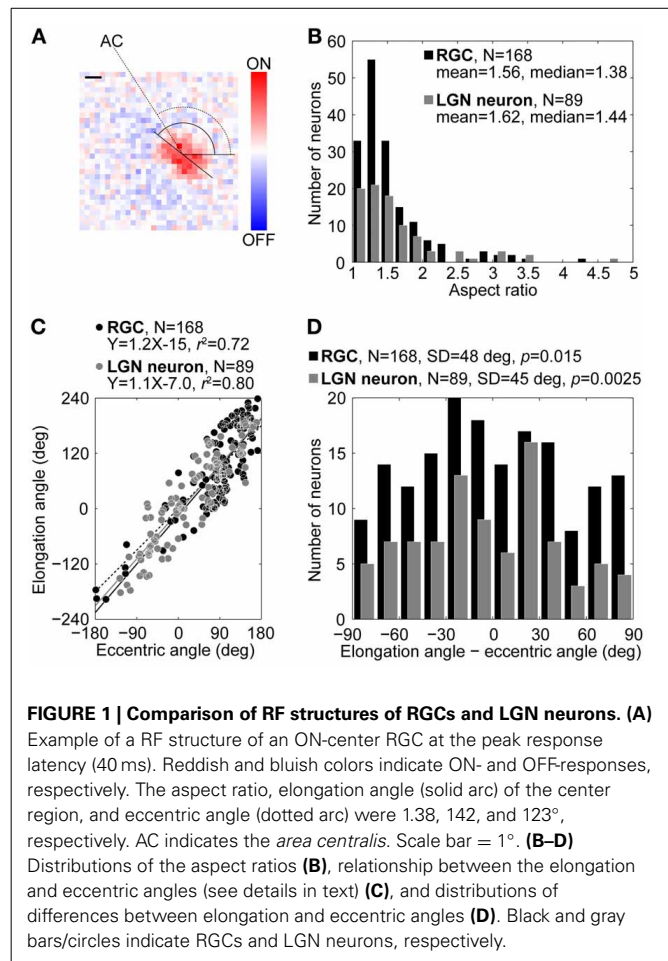 A
AC
ON
OFF
B
RGC, N=168
mean=1.56, median=1.38
LGN neuron, N=89
mean=1.62, median=1.44
Number of neurons
60
50
40
30
20
10
0
1 1.5 2 2.5 3 3.5 4 4.5 5
Aspect ratio
C
RGC, N=168
Y=1.2X-15, r²=0.72
LGN neuron, N=89
Y=1.1X-7.0, r²=0.80
Elongation angle (deg)
240
120
0
−120
−240
−180 −90 0 90 180
Eccentric angle (deg)
D
RGC, N=168, SD=48 deg, p=0.015
LGN neuron, N=89, SD=45 deg, p=0.0025
Number of neurons
20
15
10
5
0
−90 −60 −30 0 30 60 90
Elongation angle − eccentric angle (deg)
FIGURE 1 | Comparison of RF structures of RGCs and LGN neurons. (A)
Example of a RF structure of an ON-center RGC at the peak response
latency (40 ms). Reddish and bluish colors indicate ON- and OFF-responses,
respectively. The aspect ratio, elongation angle (solid arc) of the center
region, and eccentric angle (dotted arc) were 1.38, 142, and 123°,
respectively. AC indicates the area centralis. Scale bar = 1°. (B–D)
Distributions of the aspect ratios (B), relationship between the elongation
and eccentric angles (see details in text) (C), and distributions of
differences between elongation and eccentric angles (D). Black and gray
bars/circles indicate RGCs and LGN neurons, respectively.